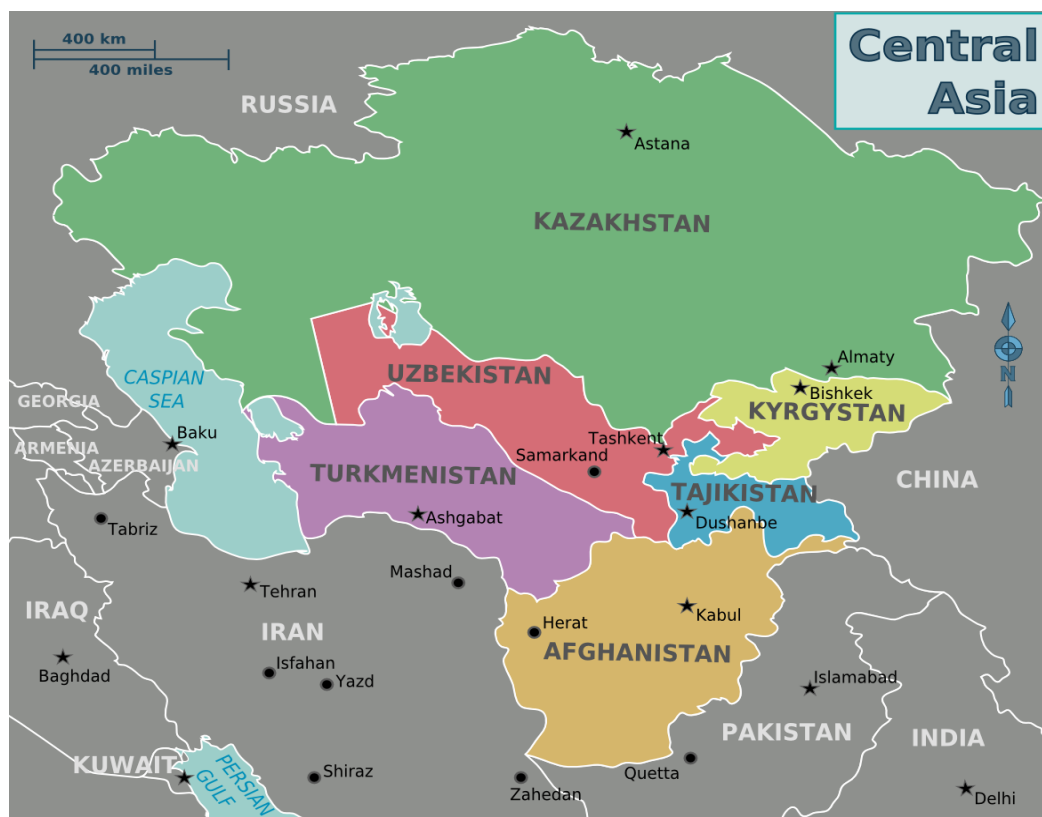 400 km
400 miles
Central
Asia
RUSSIA
Astana
KAZAKHSTAN
Almaty
CASPIAN
SEA
UZBEKISTAN
Bishkek
KYRGYSTAN
N
GEORGIA
Baku
ARMENIA
AZERBAIJAN
Tashkent
Samarkand
TURKMENISTAN
TAJIKISTAN
CHINA
Tabriz
Ashgabat
Dushanbe
Mashad
Tehran
IRAQ
IRAN
Herat
Kabul
AFGHANISTAN
Baghdad
Isfahan
Yazd
Islamabad
PAKISTAN
INDIA
KUWAIT
PERSIAN
GULF
Shiraz
Zahedan
Quetta
Delhi